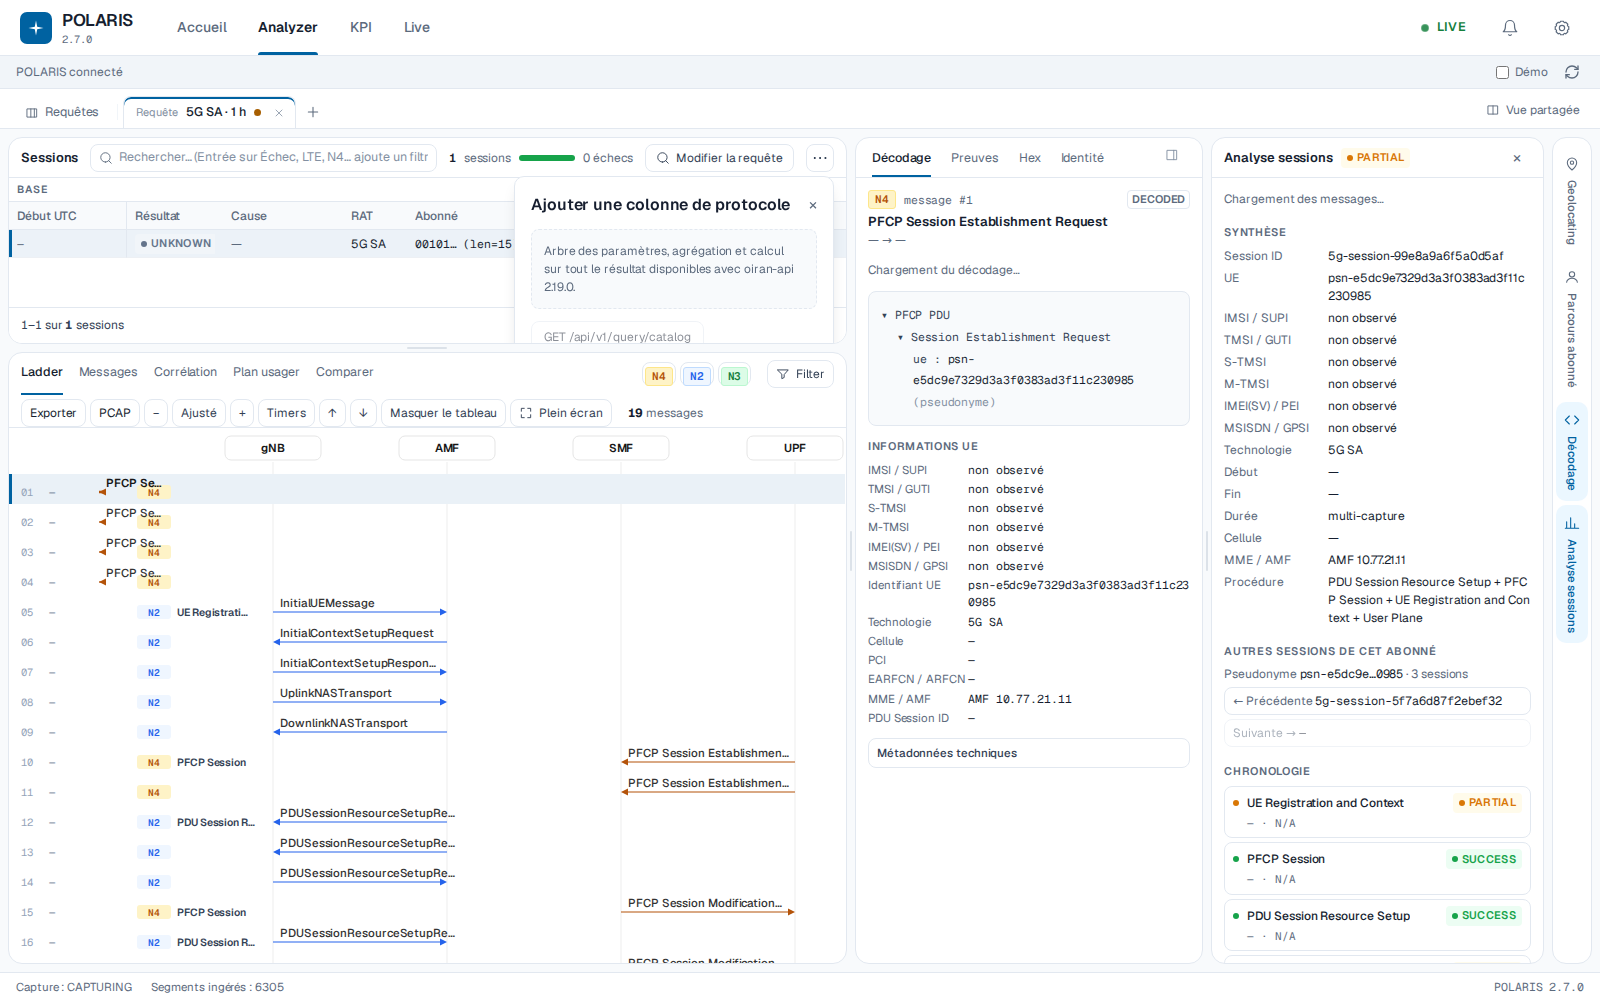 POLARIS
2.7.0
Accueil Analyzer KPI Live
LIVE
POLARIS connecté
Démo
Requêtes
Requête 5G SA · 1 h
Vue partagée
Sessions
Rechercher… (Entrée sur Échec, LTE, N4… ajoute un filtr
1 sessions 0 échecs
Modifier la requête
BASE
Début UTC Résultat Cause RAT Abonné
— UNKNOWN — 5G SA 00101… (len=15
1–1 sur 1 sessions
Ajouter une colonne de protocole
Arbre des paramètres, agrégation et calcul
sur tout le résultat disponibles avec oiran-api
2.19.0.
GET /api/v1/query/catalog
Ladder Messages Corrélation Plan usager Comparer
N4 N2 N3 Filter
Exporter PCAP − Ajusté + Timers ↑ ↓ Masquer le tableau Plein écran 19 messages
gNB AMF SMF UPF
01 — PFCP Se… N4
02 — PFCP Se… N4
03 — PFCP Se… N4
04 — PFCP Se… N4
05 — N2 UE Registrati… InitialUEMessage
06 — N2 InitialContextSetupRequest
07 — N2 InitialContextSetupRespon…
08 — N2 UplinkNASTransport
09 — N2 DownlinkNASTransport
10 — N4 PFCP Session PFCP Session Establishmen…
11 — N4 PFCP Session Establishmen…
12 — N2 PDU Session R… PDUSessionResourceSetupRe…
13 — N2 PDUSessionResourceSetupRe…
14 — N2 PDUSessionResourceSetupRe…
15 — N4 PFCP Session PFCP Session Modification…
16 — N2 PDU Session R… PDUSessionResourceSetupRe…
PFCP Session Modification…
Décodage Preuves Hex Identité
N4 message #1 DECODED
PFCP Session Establishment Request
— → —
Chargement du décodage…
▾ PFCP PDU
▾ Session Establishment Request
ue : psn-
e5dc9e7329d3a3f0383ad3f11c230985
(pseudonyme)
INFORMATIONS UE
IMSI / SUPI non observé
TMSI / GUTI non observé
S-TMSI non observé
M-TMSI non observé
IMEI(SV) / PEI non observé
MSISDN / GPSI non observé
Identifiant UE psn-e5dc9e7329d3a3f0383ad3f11c23
0985
Technologie 5G SA
Cellule —
PCI —
EARFCN / ARFCN —
MME / AMF AMF 10.77.21.11
PDU Session ID —
Métadonnées techniques
Analyse sessions PARTIAL
Chargement des messages…
SYNTHÈSE
Session ID 5g-session-99e8a9a6f5a0d5af
UE psn-e5dc9e7329d3a3f0383ad3f11c
230985
IMSI / SUPI non observé
TMSI / GUTI non observé
S-TMSI non observé
M-TMSI non observé
IMEI(SV) / PEI non observé
MSISDN / GPSI non observé
Technologie 5G SA
Début —
Fin —
Durée multi-capture
Cellule —
MME / AMF AMF 10.77.21.11
Procédure PDU Session Resource Setup + PFC
P Session + UE Registration and Con
text + User Plane
AUTRES SESSIONS DE CET ABONNÉ
Pseudonyme psn-e5dc9e…0985 · 3 sessions
← Précédente 5g-session-5f7a6d87f2ebef32
Suivante → —
CHRONOLOGIE
UE Registration and Context PARTIAL
— · N/A
PFCP Session SUCCESS
— · N/A
PDU Session Resource Setup SUCCESS
— · N/A
Geolocating
Parcours abonné
Décodage
Analyse sessions
Capture : CAPTURING Segments ingérés : 6305
POLARIS 2.7.0